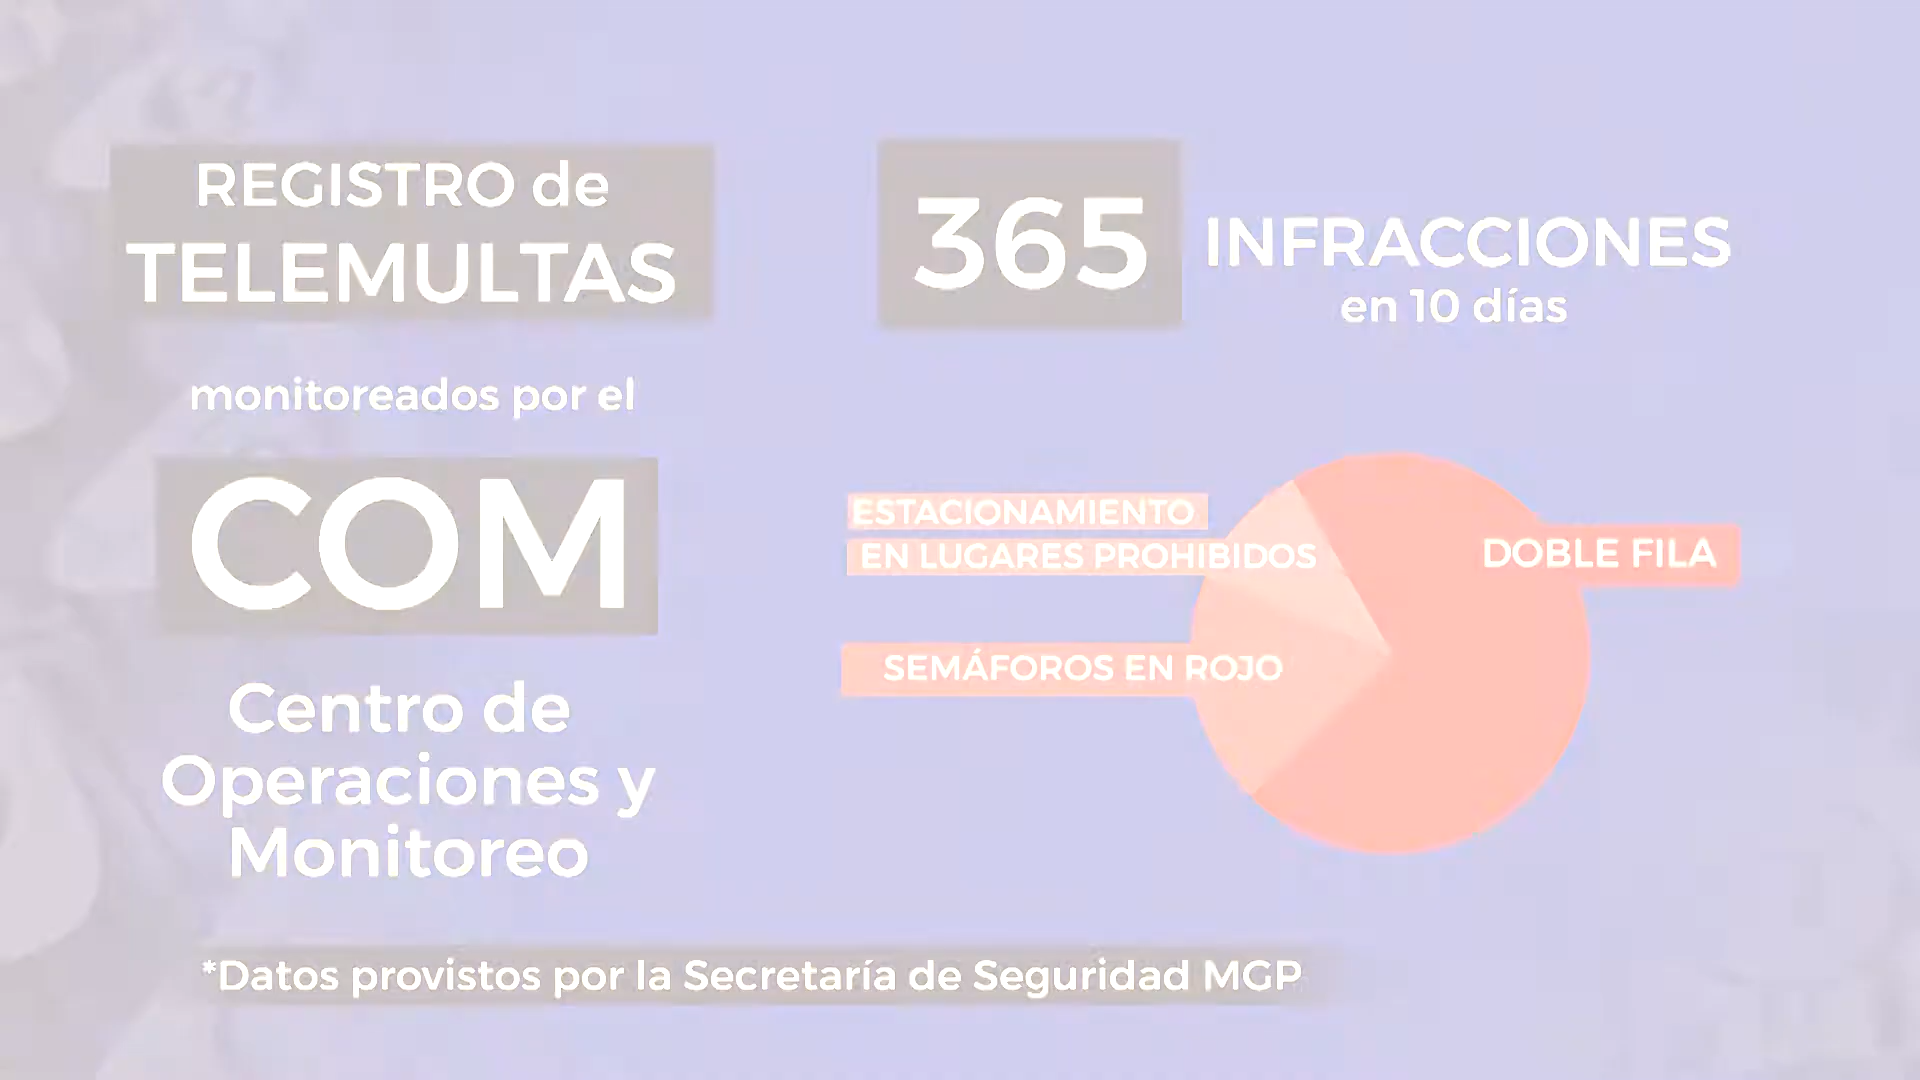 REGISTRO de
TELEMULTAS
monitoreados por el
COM
Centro de
Operaciones y
Monitoreo
365
INFRACCIONES
en 10 días
ESTACIONAMIENTO
EN LUGARES PROHIBIDOS
DOBLE FILA
SEMÁFOROS EN ROJO
*Datos provistos por la Secretaría de Seguridad MGP